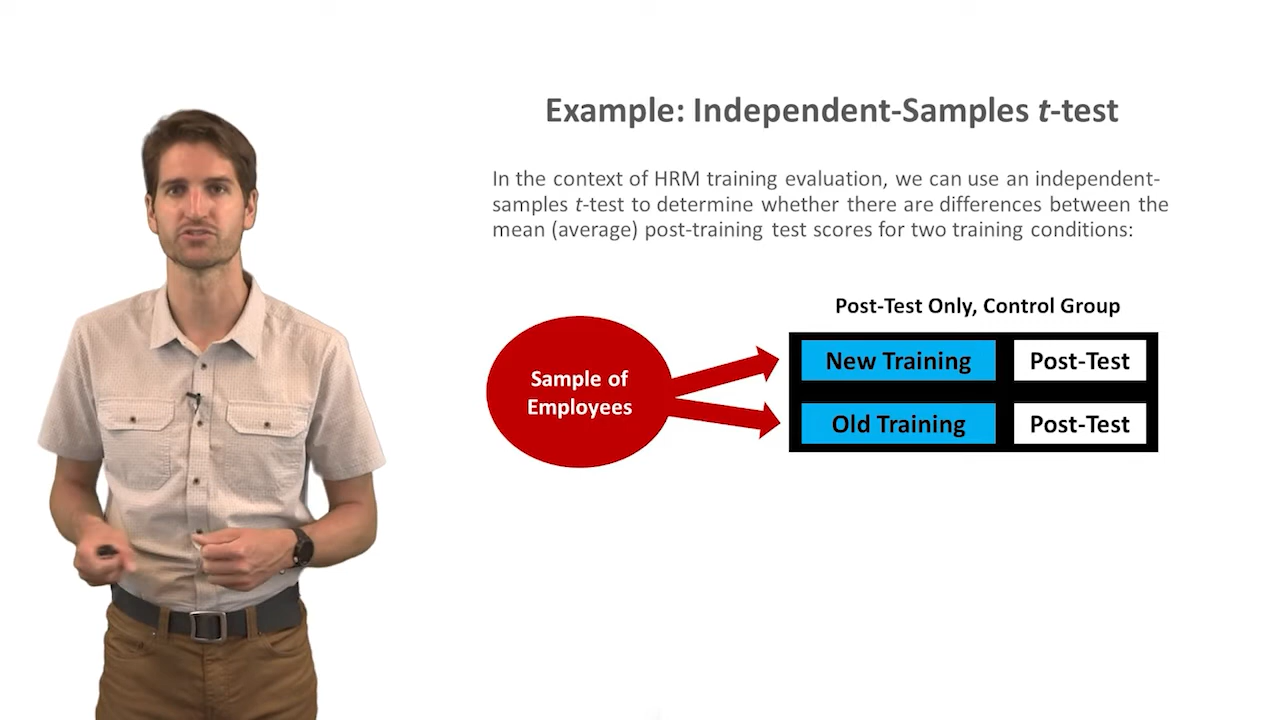 Example: Independent-Samples t-test
In the context of HRM training evaluation, we can use an independent-
samples t-test to determine whether there are differences between the
mean (average) post-training test scores for two training conditions:
Post-Test Only, Control Group
Sample of
Employees
New Training Post-Test
Old Training Post-Test